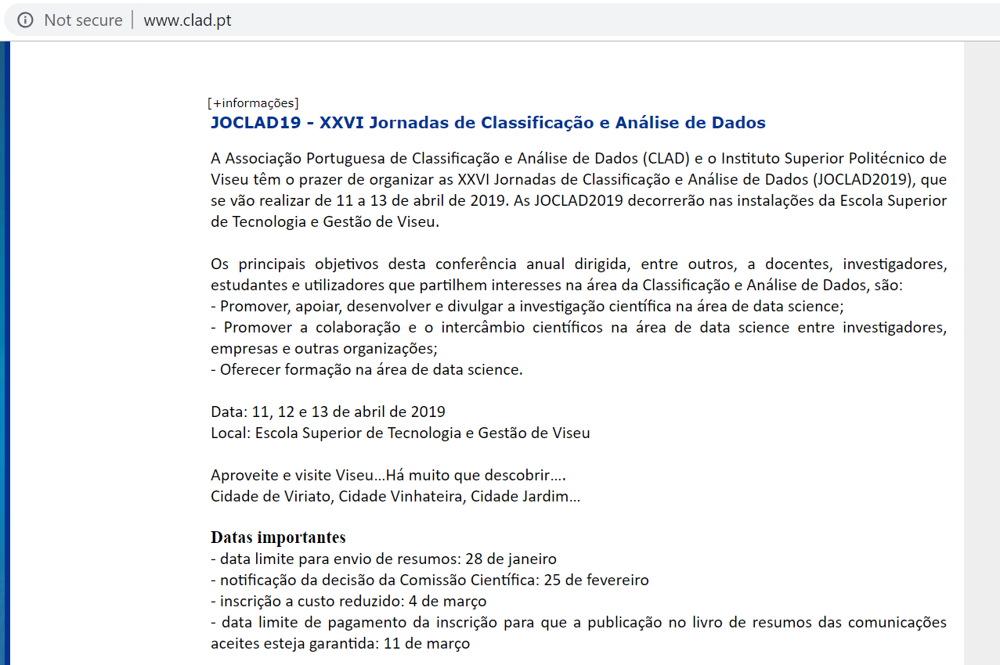 Not secure | www.clad.pt
[+informações]
JOCLAD19 - XXVI Jornadas de Classificação e Análise de Dados
A Associação Portuguesa de Classificação e Análise de Dados (CLAD) e o Instituto Superior Politécnico de
Viseu têm o prazer de organizar as XXVI Jornadas de Classificação e Análise de Dados (JOCLAD2019), que
se vão realizar de 11 a 13 de abril de 2019. As JOCLAD2019 decorrerão nas instalações da Escola Superior
de Tecnologia e Gestão de Viseu.
Os principais objetivos desta conferência anual dirigida, entre outros, a docentes, investigadores,
estudantes e utilizadores que partilhem interesses na área da Classificação e Análise de Dados, são:
- Promover, apoiar, desenvolver e divulgar a investigação científica na área de data science;
- Promover a colaboração e o intercâmbio científicos na área de data science entre investigadores,
empresas e outras organizações;
- Oferecer formação na área de data science.
Data: 11, 12 e 13 de abril de 2019
Local: Escola Superior de Tecnologia e Gestão de Viseu
Aproveite e visite Viseu...Há muito que descobrir....
Cidade de Viriato, Cidade Vinhateira, Cidade Jardim...
Datas importantes
- data limite para envio de resumos: 28 de janeiro
- notificação da decisão da Comissão Científica: 25 de fevereiro
- inscrição a custo reduzido: 4 de março
- data limite de pagamento da inscrição para que a publicação no livro de resumos das comunicações
aceites esteja garantida: 11 de março